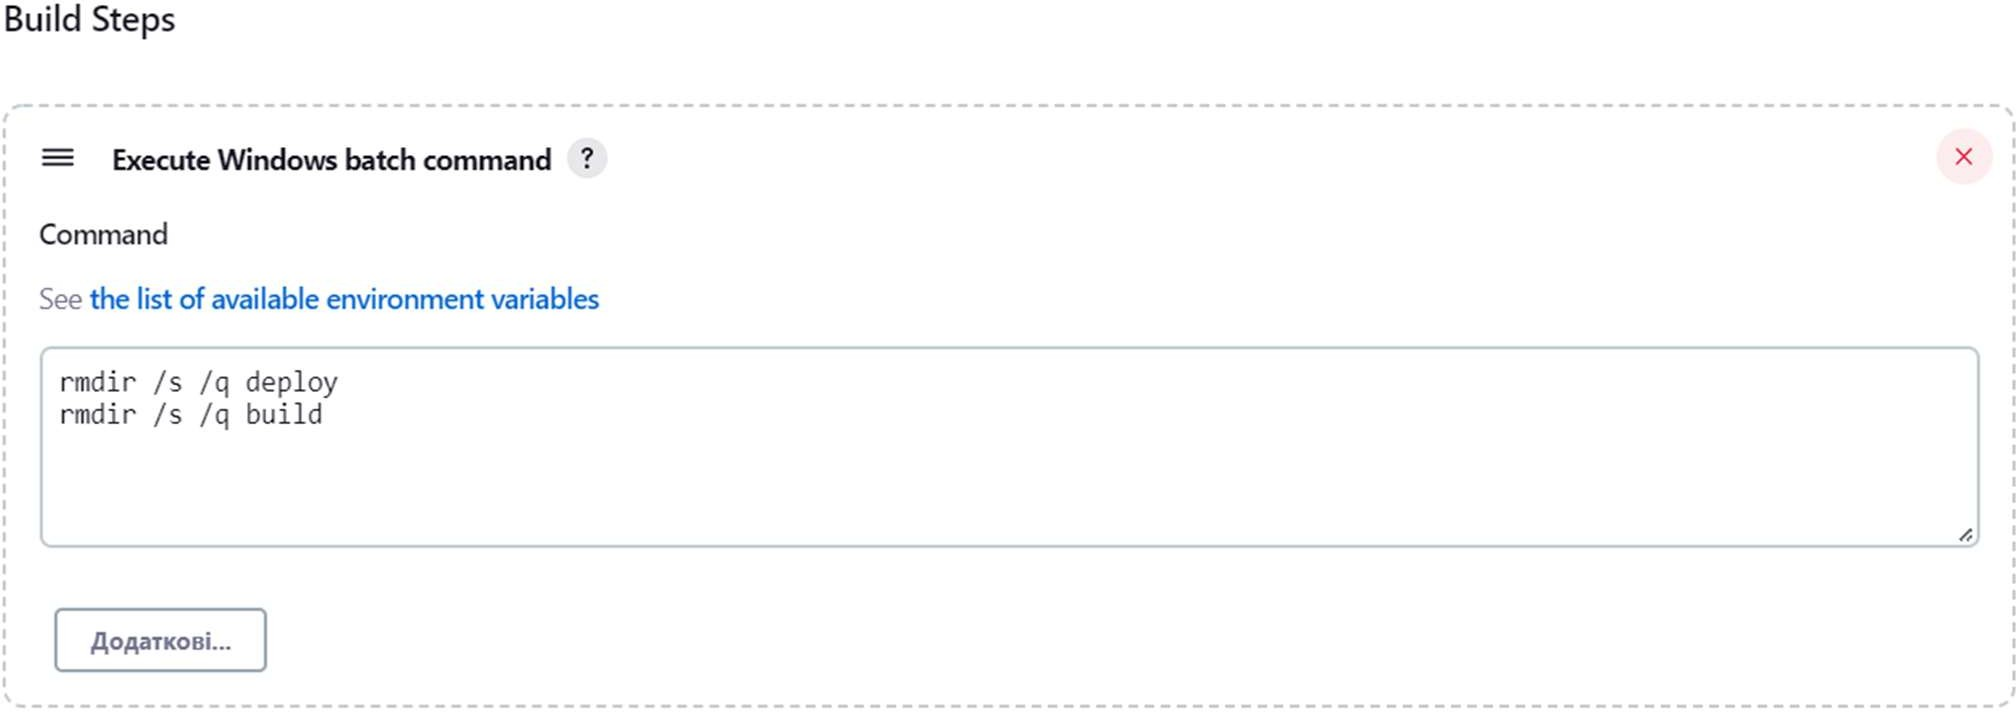 Build Steps
Execute Windows batch command ?
Command
See the list of available environment variables
rmdir /s /q deploy
rmdir /s /q build
Додаткові...